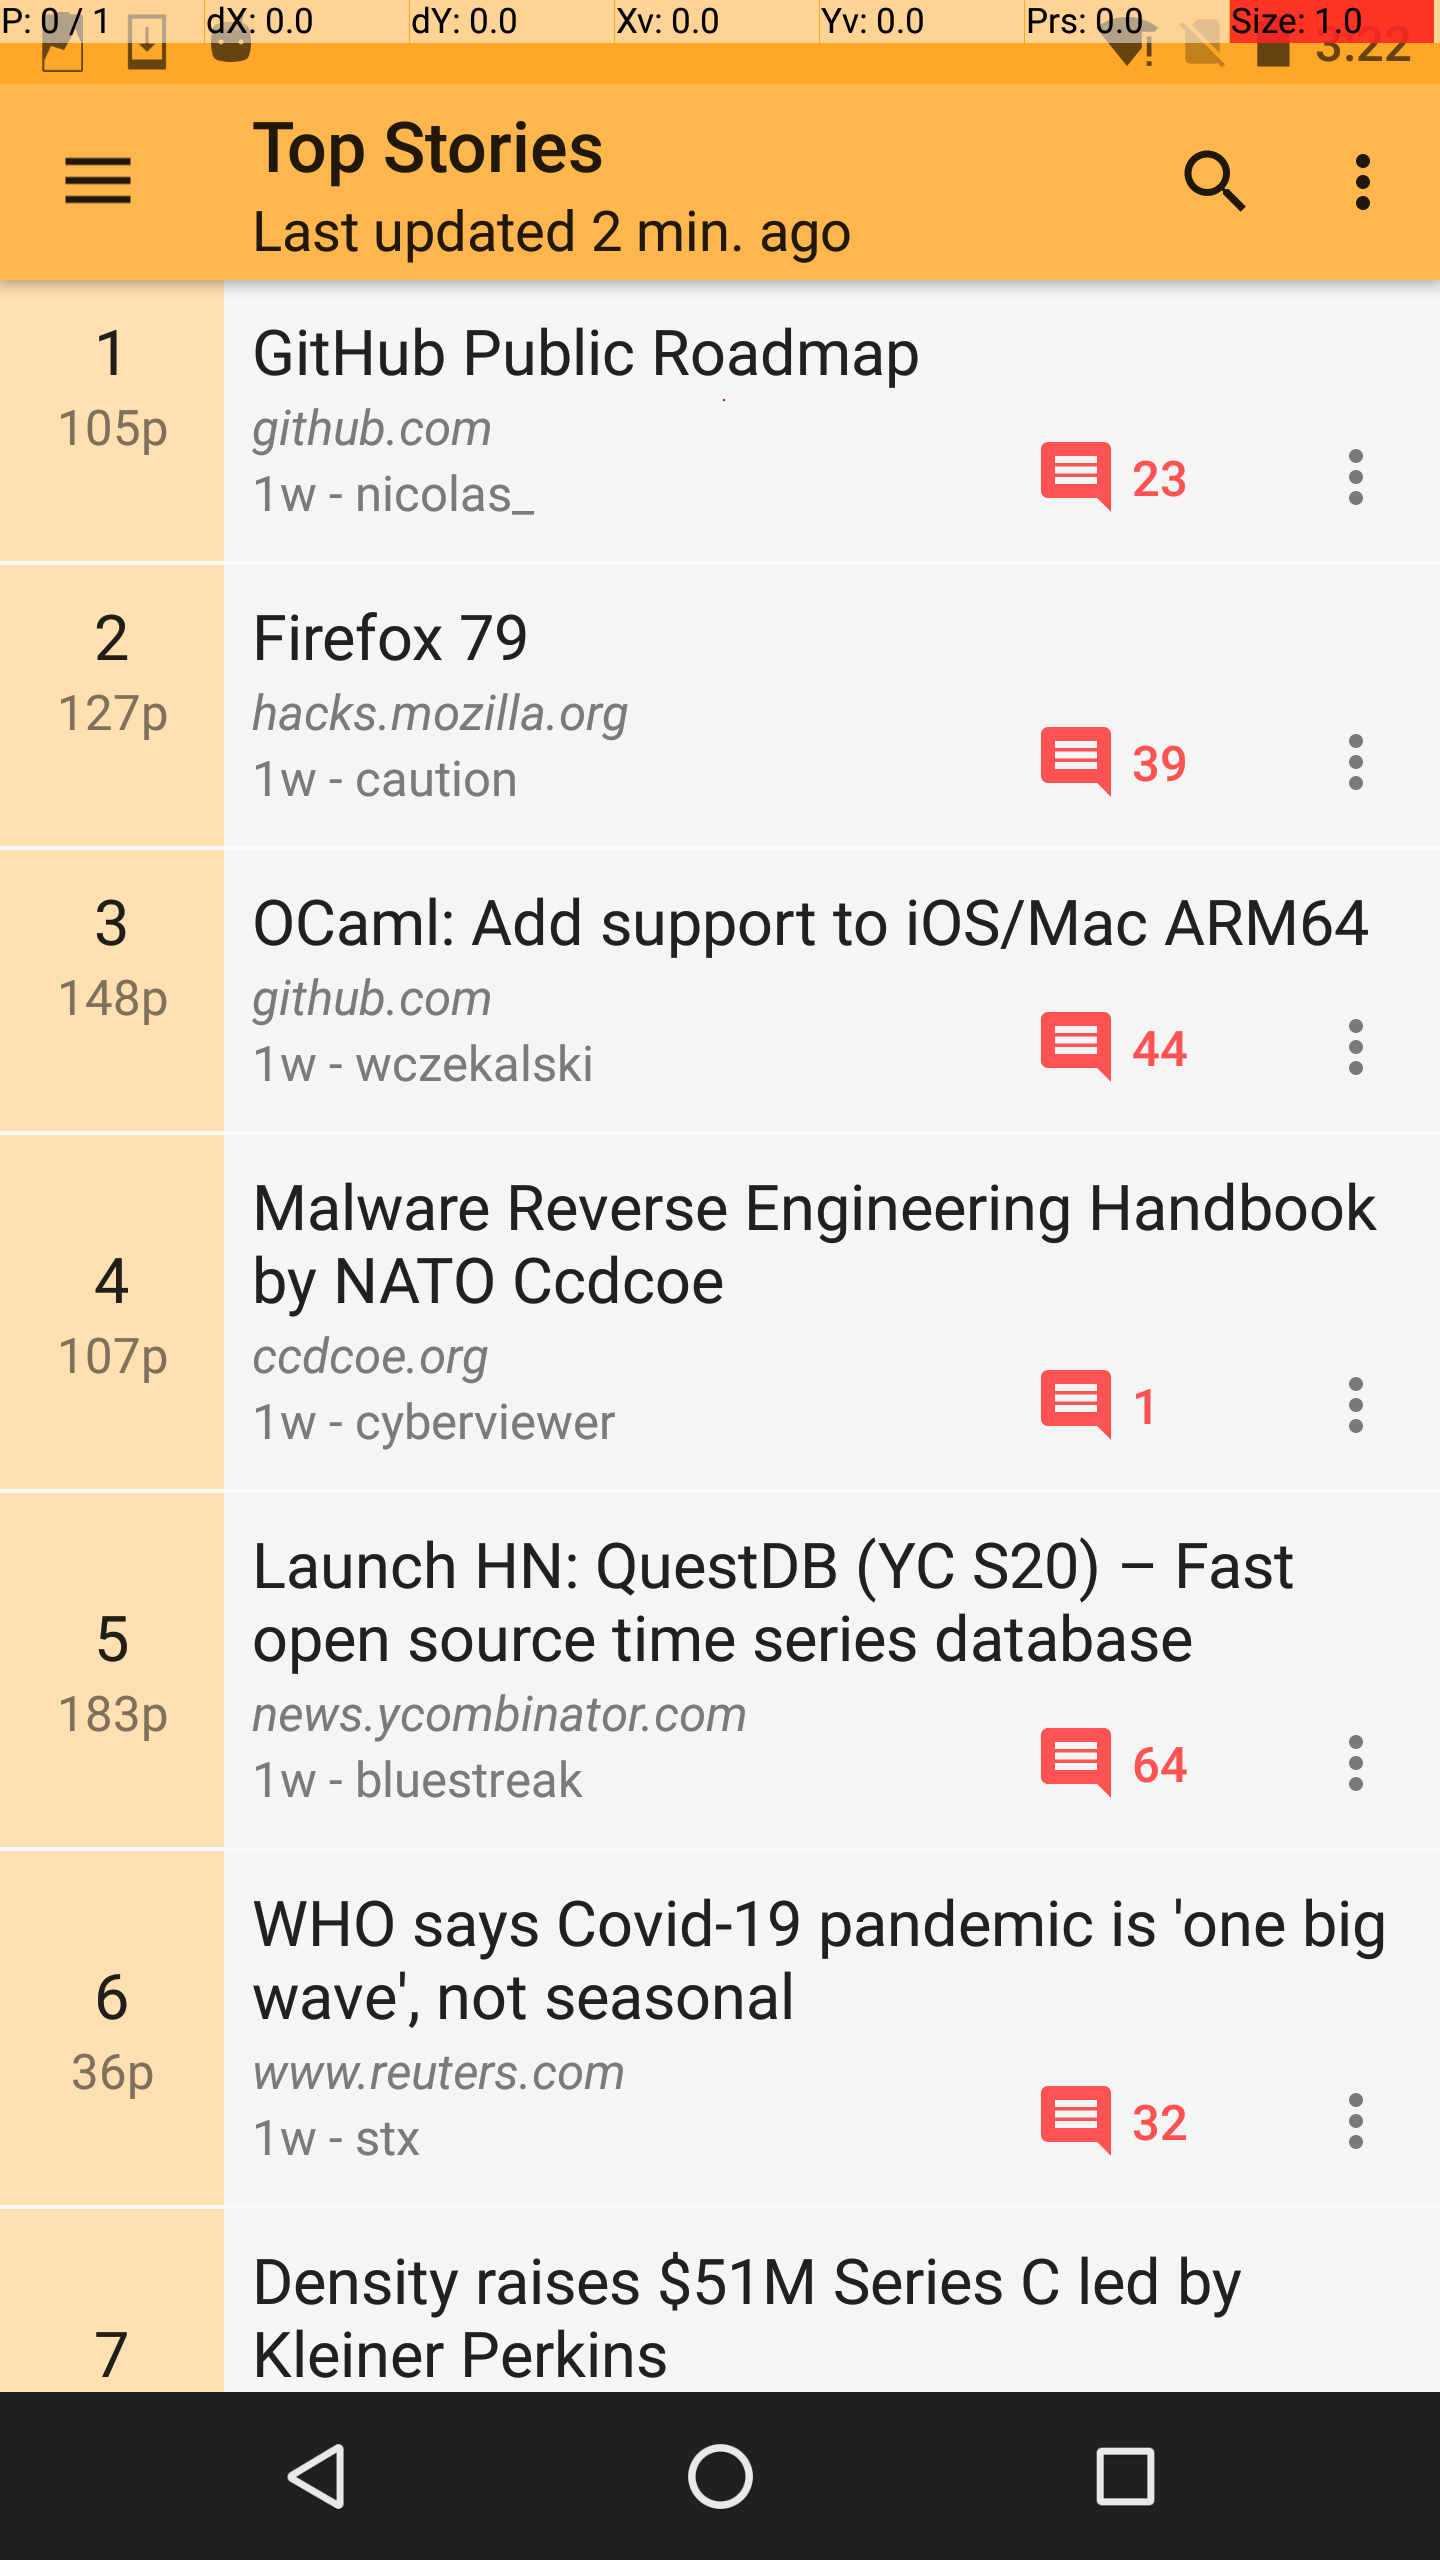 P: 0 / 1 dX: 0.0 dY: 0.0 Xv: 0.0 Yv: 0.0 Prs: 0.0 Size: 1.0
3:22
Top Stories
Last updated 2 min. ago
1
105p
GitHub Public Roadmap
github.com
1w - nicolas_
23
2
127p
Firefox 79
hacks.mozilla.org
1w - caution
39
3
148p
OCaml: Add support to iOS/Mac ARM64
github.com
1w - wczekalski
44
4
107p
Malware Reverse Engineering Handbook
by NATO Ccdcoe
ccdcoe.org
1w - cyberviewer
1
5
183p
Launch HN: QuestDB (YC S20) – Fast
open source time series database
news.ycombinator.com
1w - bluestreak
64
6
36p
WHO says Covid-19 pandemic is 'one big
wave', not seasonal
www.reuters.com
1w - stx
32
7
Density raises $51M Series C led by
Kleiner Perkins